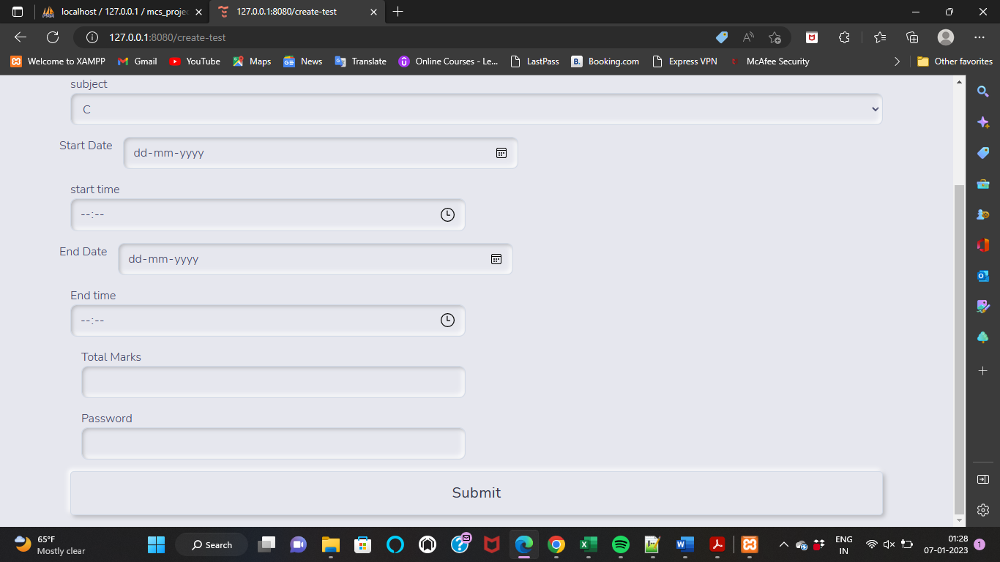 localhost / 127.0.0.1 / mcs_projec
127.0.0.1:8080/create-test
127.0.0.1:8080/create-test
Welcome to XAMPP Gmail YouTube Maps News Translate Online Courses - Le... LastPass B. Booking.com Express VPN McAfee Security Other favorites
subject
C
Start Date
dd-mm-yyyy
start time
--:--
End Date
dd-mm-yyyy
End time
--:--
Total Marks
Password
Submit
65°F
Mostly clear
Search
ENG
IN
01:28
07-01-2023
1